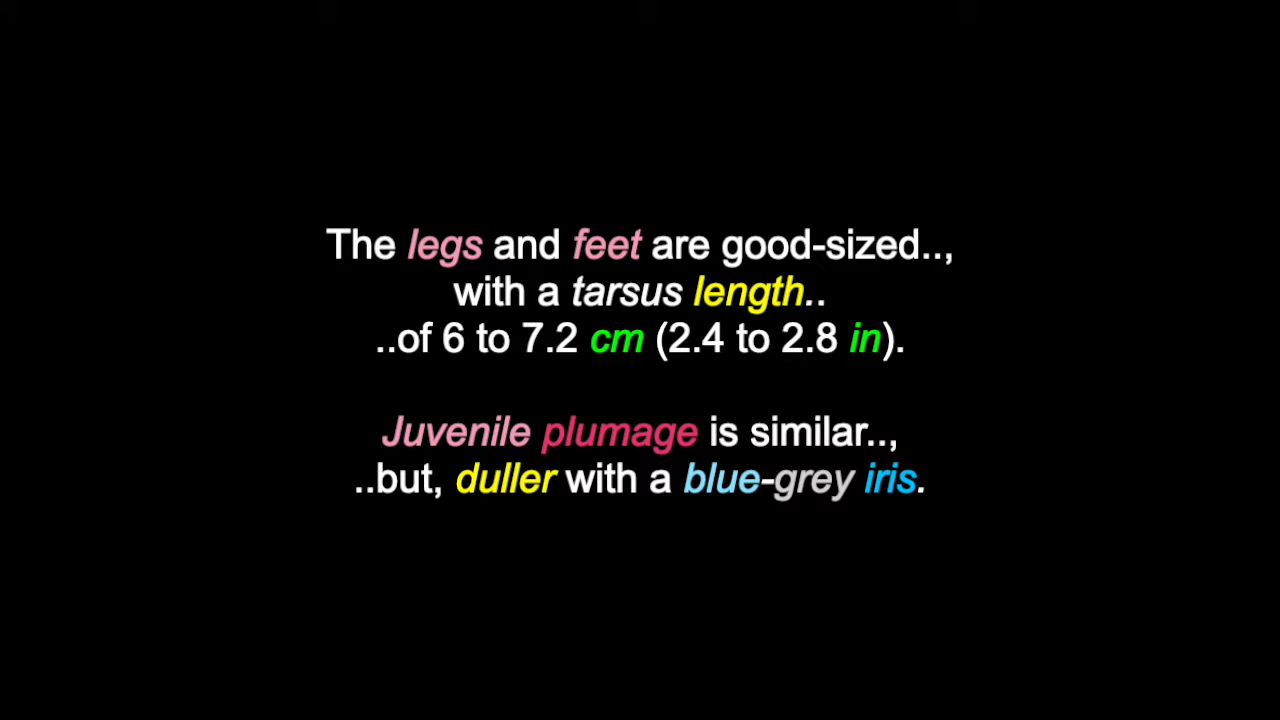 The legs and feet are good-sized..,
with a tarsus length..
..of 6 to 7.2 cm (2.4 to 2.8 in).
Juvenile plumage is similar..,
..but, duller with a blue-grey iris.